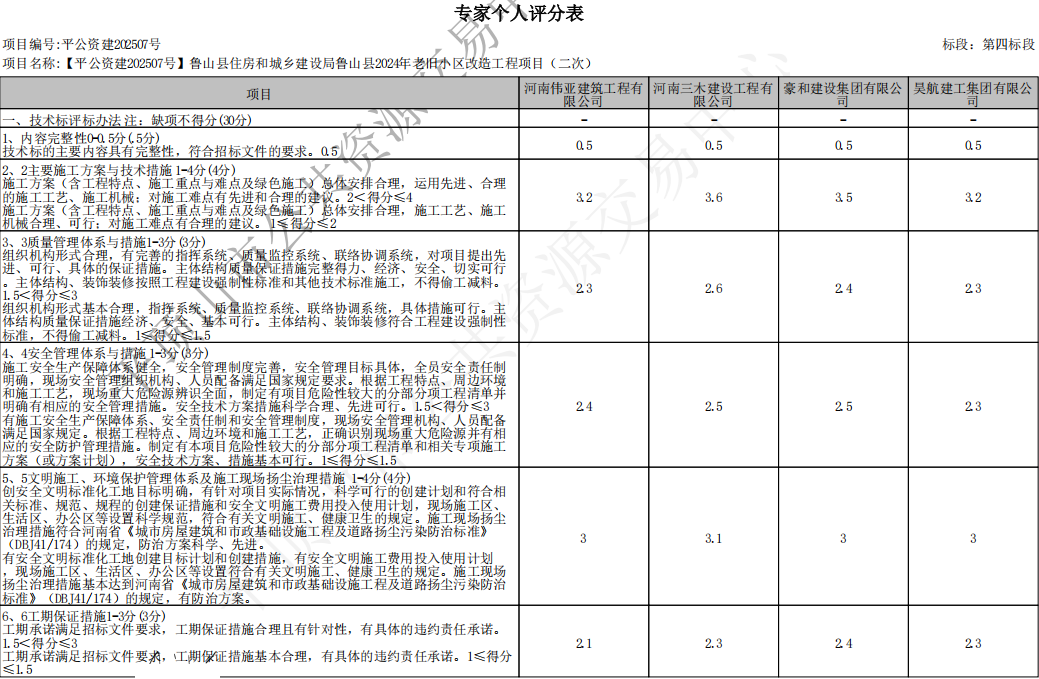 专家个人评分表
项目编号:平公资建202507号
标段：第四标段
项目名称:【平公资建202507号】鲁山县住房和城乡建设局鲁山县2024年老旧小区改造工程项目（二次）
项目
河南伟亚建筑工程有
限公司
河南三木建设工程有
限公司
豪和建设集团有限公
司
昊航建工集团有限公
司
一、技术标评标办法 注：缺项不得分(30分)
-
-
-
-
1、内容完整性0-0.5分(.5分)
技术标的主要内容具有完整性，符合招标文件的要求。0.5
0.5
0.5
0.5
0.5
2、2主要施工方案与技术措施 1-4分(4分)
施工方案（含工程特点、施工重点与难点及绿色施工）总体安排合理，运用先进、合理
的施工工艺、施工机械；对施工难点有先进和合理的建议。2<得分≤4
施工方案（含工程特点、施工重点与难点及绿色施工）总体安排合理，施工工艺、施工
机械合理、可行；对施工难点有合理的建议。1≤得分≤2
3.2
3.6
3.5
3.2
3、3质量管理体系与措施1-3分(3分)
组织机构形式合理，有完善的指挥系统、质量监控系统、联络协调系统，对项目提出先
进、可行、具体的保证措施。主体结构质量保证措施完整得力、经济、安全、切实可行
。主体结构、装饰装修按照工程建设强制性标准和其他技术标准施工，不得偷工减料。
1.5<得分≤3
组织机构形式基本合理，指挥系统、质量监控系统、联络协调系统，具体措施可行。主
体结构质量保证措施经济、安全、基本可行。主体结构、装饰装修符合工程建设强制性
标准，不得偷工减料。1≤得分≤1.5
2.3
2.6
2.4
2.3
4、4安全管理体系与措施 1-3分(3分)
施工安全生产保障体系健全，安全管理制度完善，安全管理目标具体，全员安全责任制
明确，现场安全管理组织机构、人员配备满足国家规定要求。根据工程特点、周边环境
和施工工艺，现场重大危险源辨识全面，制定有项目危险性较大的分部分项工程清单并
明确有相应的安全管理措施。安全技术方案措施科学合理、先进可行。1.5<得分≤3
有施工安全生产保障体系、安全责任制和安全管理制度，现场安全管理机构、人员配备
满足国家规定。根据工程特点、周边环境和施工工艺，正确识别现场重大危险源并有相
应的安全防护管理措施。制定有本项目危险性较大的分部分项工程清单和相关专项施工
方案（或方案计划），安全技术方案、措施基本可行。1≤得分≤1.5
2.4
2.5
2.5
2.3
5、5文明施工、环境保护管理体系及施工现场扬尘治理措施 1-4分(4分)
创安全文明标准化工地目标明确，有针对项目实际情况，科学可行的创建计划和符合相
关标准、规范、规程的创建保证措施和安全文明施工费用投入使用计划，现场施工区、
生活区、办公区等设置科学规范，符合有关文明施工、健康卫生的规定。施工现场扬尘
治理措施符合河南省《城市房屋建筑和市政基础设施工程及道路扬尘污染防治标准》
（DBJ41/174）的规定，防治方案科学、先进。
有安全文明标准化工地创建目标计划和创建措施，有安全文明施工费用投入使用计划
，现场施工区、生活区、办公区等设置符合有关文明施工、健康卫生的规定。施工现场
扬尘治理措施基本达到河南省《城市房屋建筑和市政基础设施工程及道路扬尘污染防治
标准》（DBJ41/174）的规定，有防治方案。
3
3.1
3
3
6、6工期保证措施1-3分(3分)
工期承诺满足招标文件要求，工期保证措施合理且有针对性，有具体的违约责任承诺。
1.5<得分≤3
工期承诺满足招标文件要求，工期保证措施基本合理，有具体的违约责任承诺。1≤得分
≤1.5
2.1
2.3
2.4
2.3